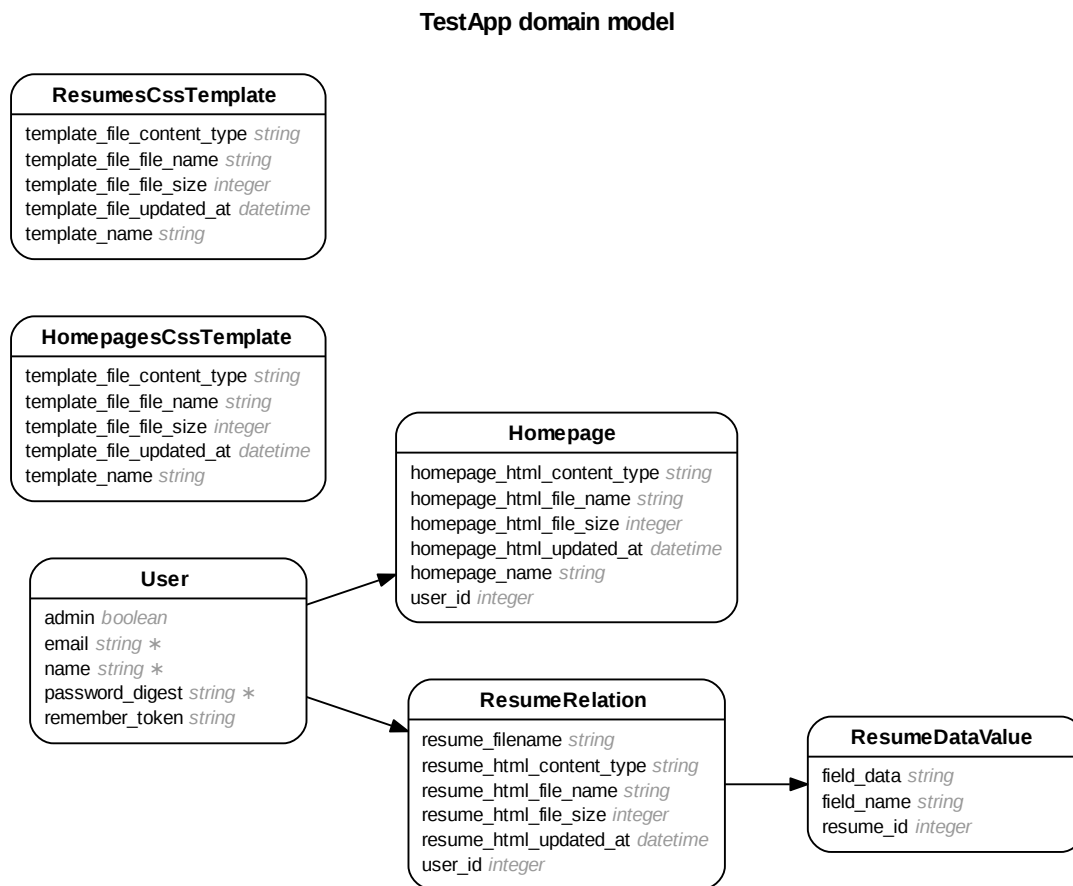 TestApp domain model
ResumesCssTemplate
template_file_content_type string
template_file_file_name string
template_file_file_size integer
template_file_updated_at datetime
template_name string
HomepagesCssTemplate
template_file_content_type string
template_file_file_name string
template_file_file_size integer
template_file_updated_at datetime
template_name string
Homepage
homepage_html_content_type string
homepage_html_file_name string
homepage_html_file_size integer
homepage_html_updated_at datetime
homepage_name string
user_id integer
User
admin boolean
email string ∗
name string ∗
password_digest string ∗
remember_token string
ResumeRelation
resume_filename string
resume_html_content_type string
resume_html_file_name string
resume_html_file_size integer
resume_html_updated_at datetime
user_id integer
ResumeDataValue
field_data string
field_name string
resume_id integer